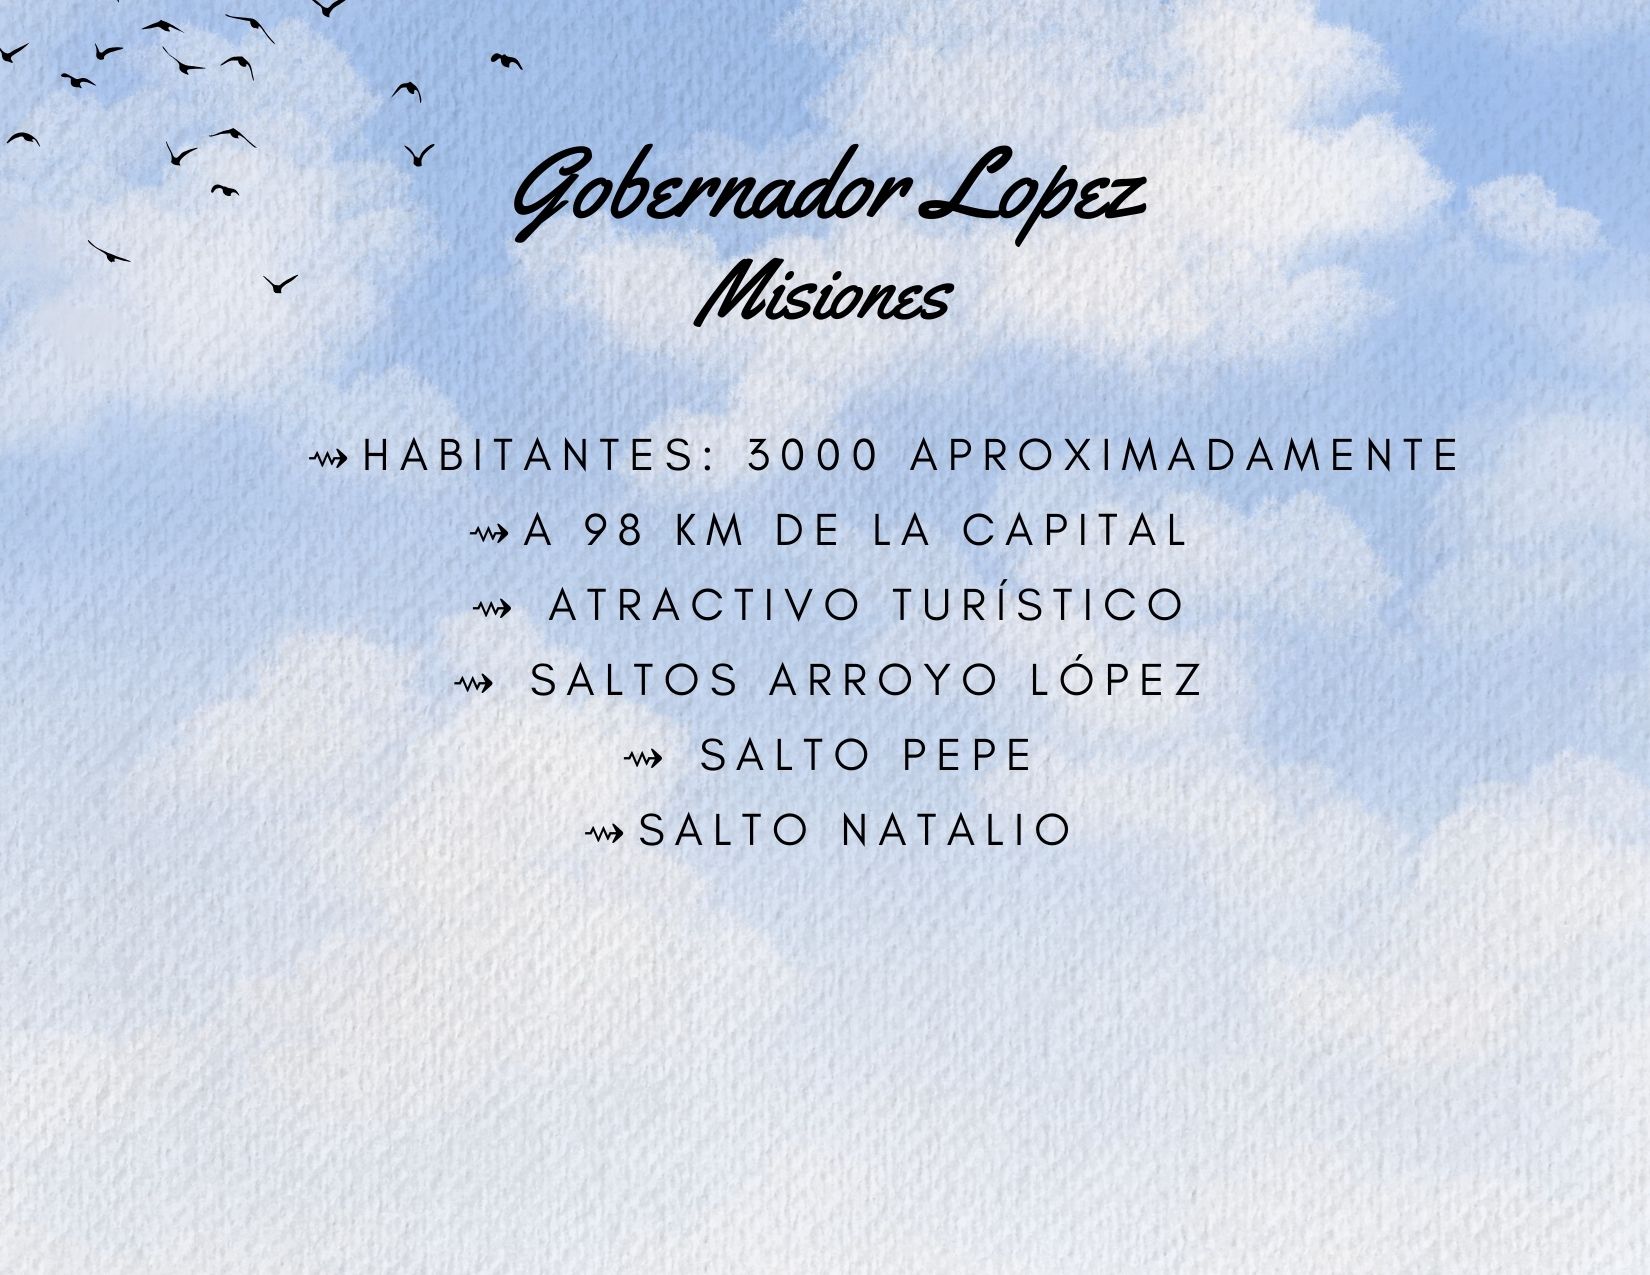 Gobernador Lopez
Misiones
⇝HABITANTES: 3000 APROXIMADAMENTE
⇝A 98 KM DE LA CAPITAL
⇝ ATRACTIVO TURÍSTICO
⇝ SALTOS ARROYO LÓPEZ
⇝ SALTO PEPE
⇝SALTO NATALIO